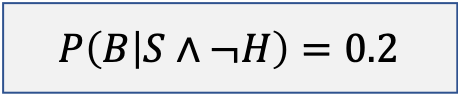 P(B|S ∧ ¬H) = 0.2